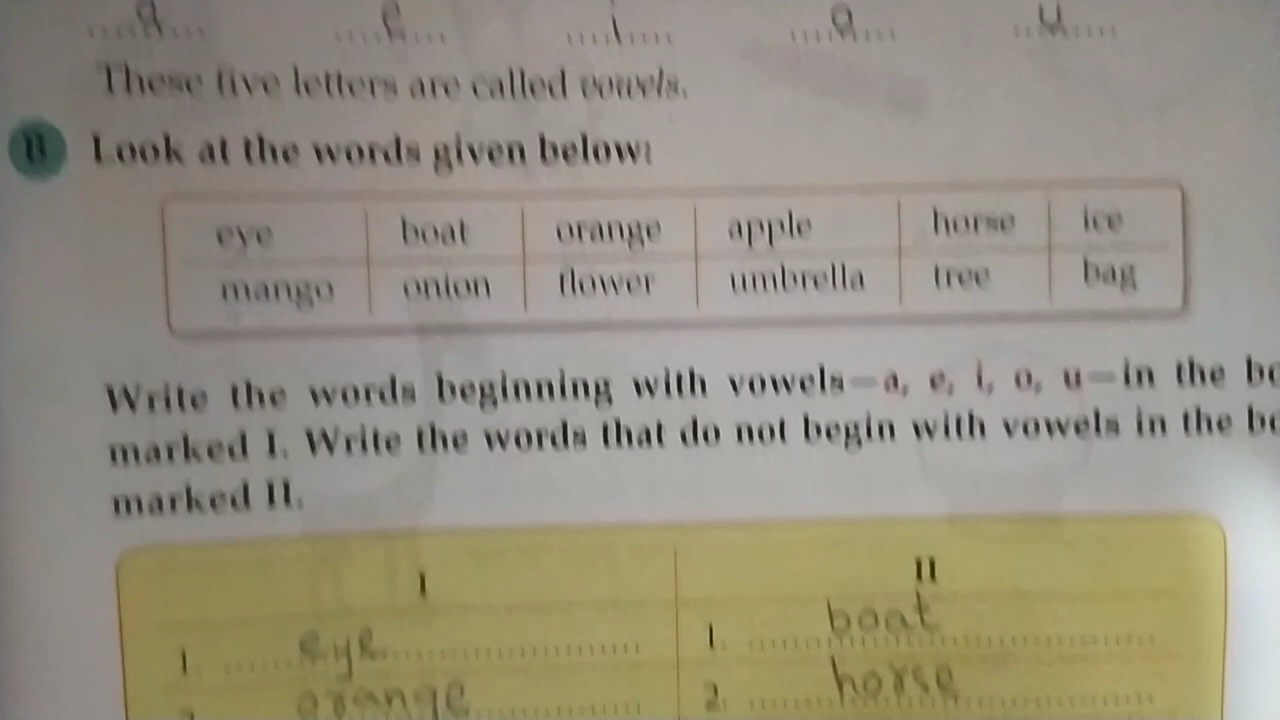 a e i o u
These five letters are called vowels.
B Look at the words given below:
eye boat orange apple horse ice
mango onion flower umbrella tree bag
Write the words beginning with vowels—a, e, i, o, u—in the
marked I. Write the words that do not begin with vowels in the
marked II.
I II
1. eye 1. boat
orange 2. horse